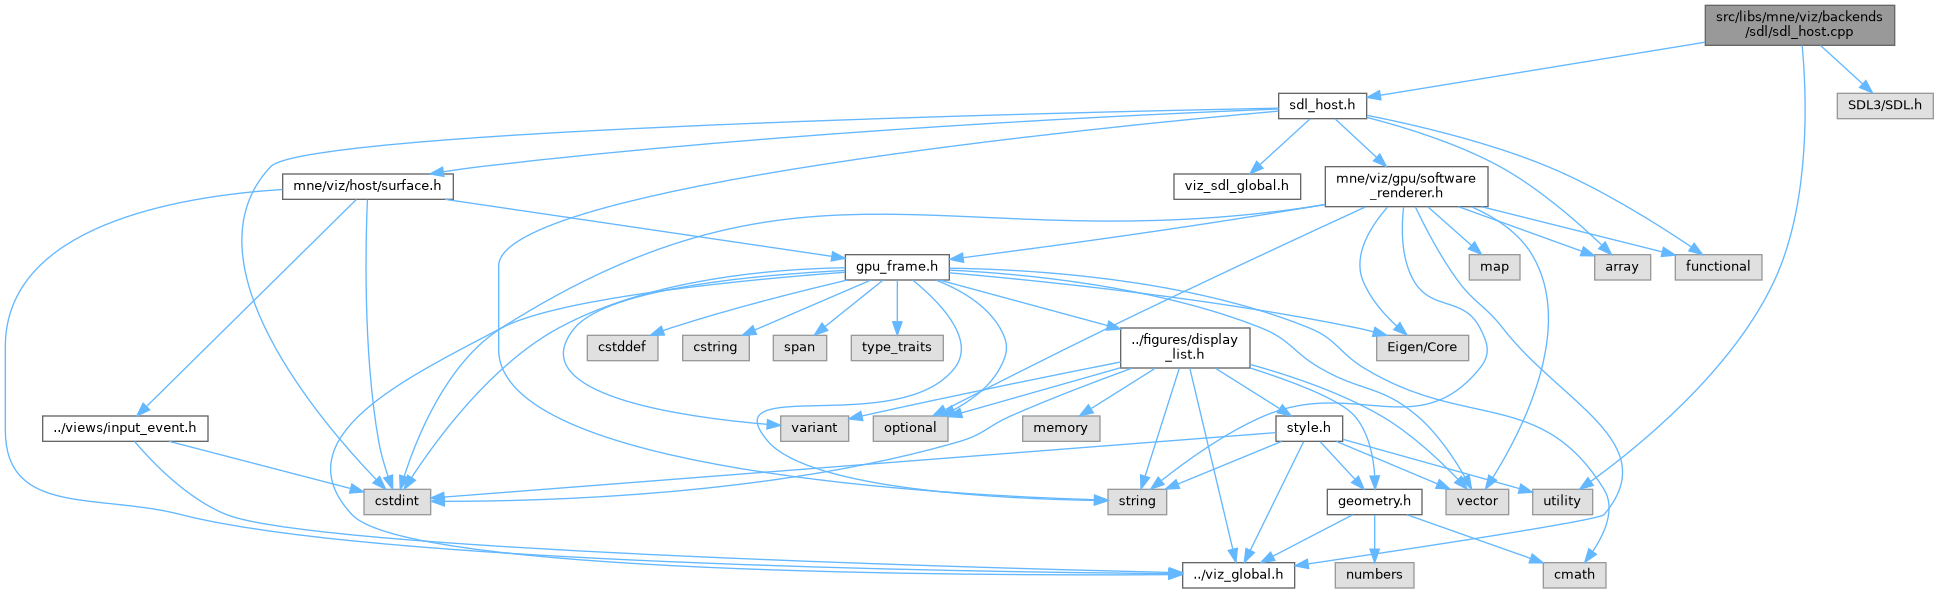 src/libs/mne/viz/backends
/sdl/sdl_host.cpp
sdl_host.h
SDL3/SDL.h
mne/viz/host/surface.h
viz_sdl_global.h
mne/viz/gpu/software
_renderer.h
gpu_frame.h
map
array
functional
cstddef
cstring
span
type_traits
../figures/display
_list.h
Eigen/Core
../views/input_event.h
variant
optional
memory
style.h
cstdint
string
geometry.h
vector
utility
../viz_global.h
numbers
cmath